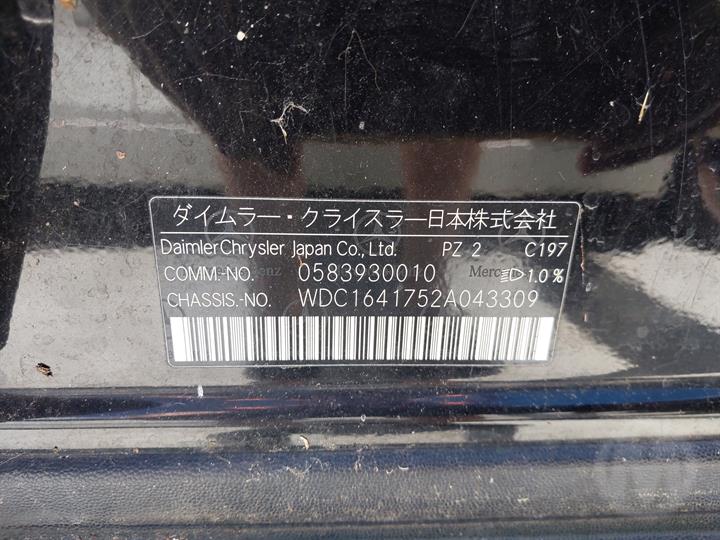 ダイムラー・クライスラー日本株式会社
DaimlerChrysler Japan Co., Ltd. PZ 2 C197
COMM.-NO. 0583930010 1.0%
CHASSIS.-NO. WDC1641752A043309